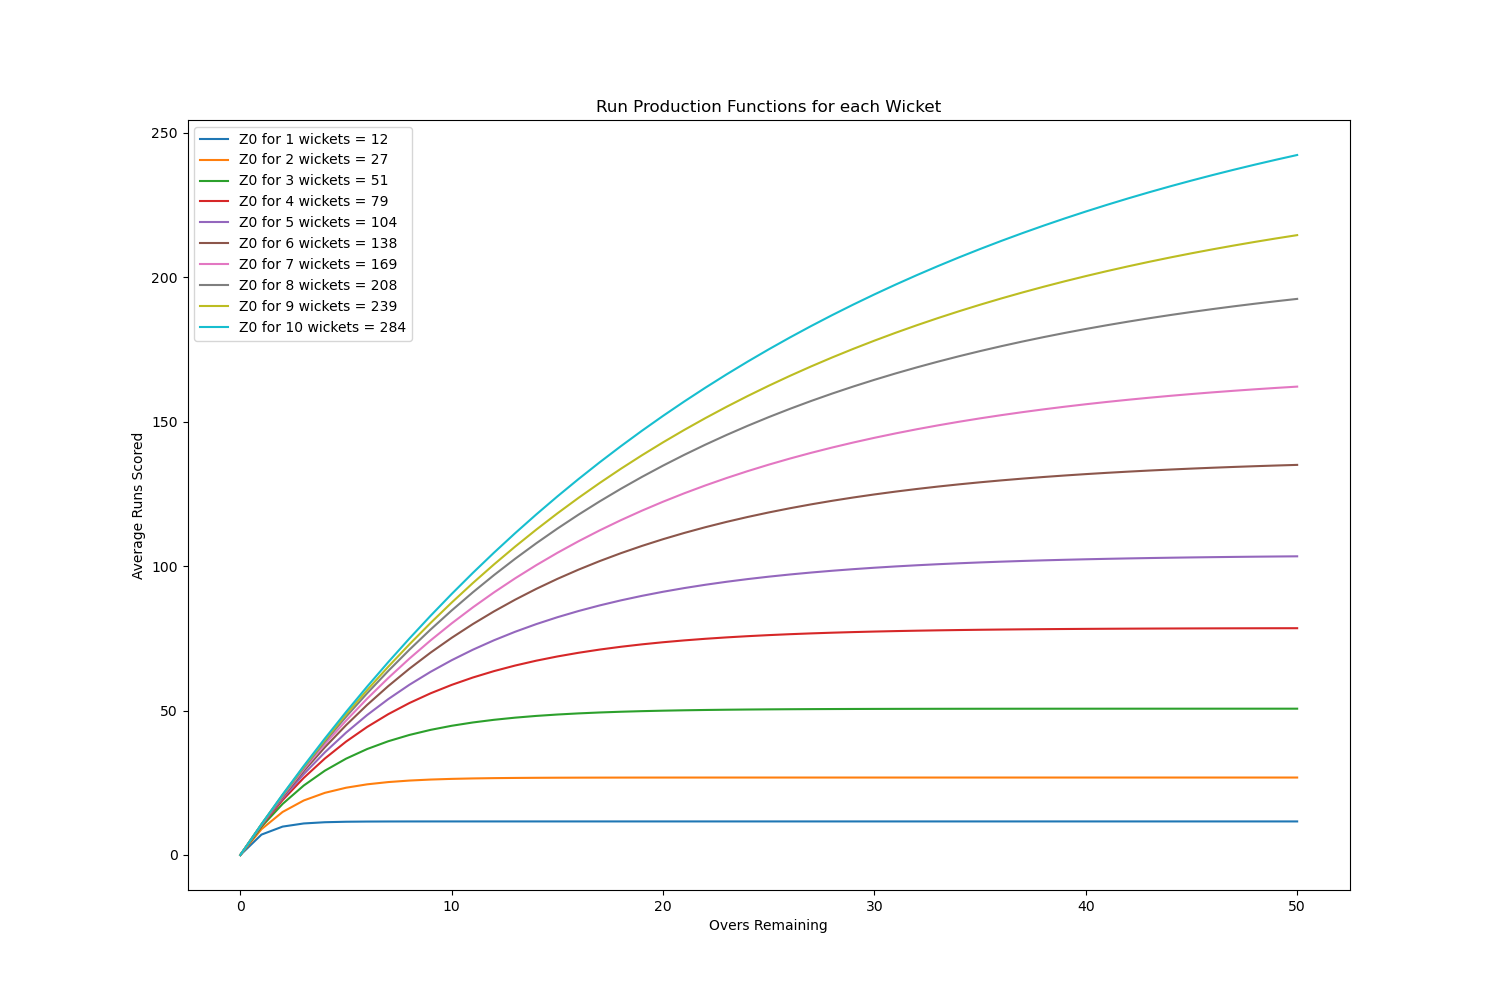 Run Production Functions for each Wicket
250
200
150
100
50
0
Average Runs Scored
Z0 for 1 wickets = 12
Z0 for 2 wickets = 27
Z0 for 3 wickets = 51
Z0 for 4 wickets = 79
Z0 for 5 wickets = 104
Z0 for 6 wickets = 138
Z0 for 7 wickets = 169
Z0 for 8 wickets = 208
Z0 for 9 wickets = 239
Z0 for 10 wickets = 284
0 10 20 30 40 50
Overs Remaining